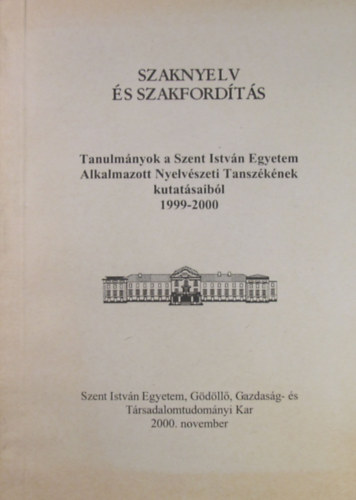 SZAKNYELV
ÉS SZAKFORDÍTÁS
Tanulmányok a Szent István Egyetem
Alkalmazott Nyelvészeti Tanszékének
kutatásaiból
1999-2000
Szent István Egyetem, Gödöllő, Gazdaság- és
Társadalomtudományi Kar
2000. november